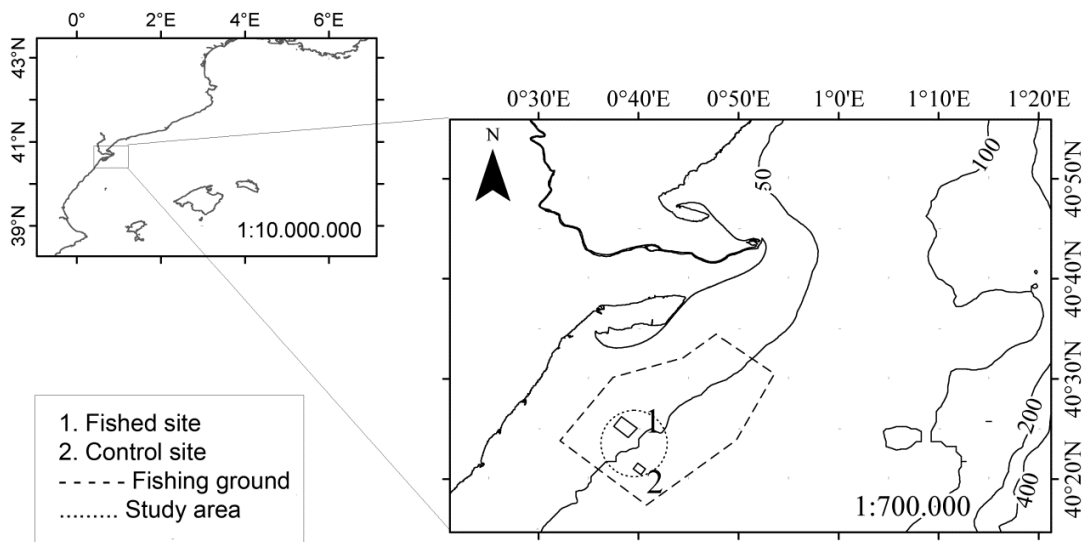 0° 2°E 4°E 6°E
43°N
41°N
39°N
1:10.000.000
0°30'E 0°40'E 0°50'E 1°0'E 1°10'E 1°20'E
N
50
100
40°50'N
40°40'N
40°30'N
40°20'N
200
400
1
2
1:700.000
1. Fished site
2. Control site
Fishing ground
Study area